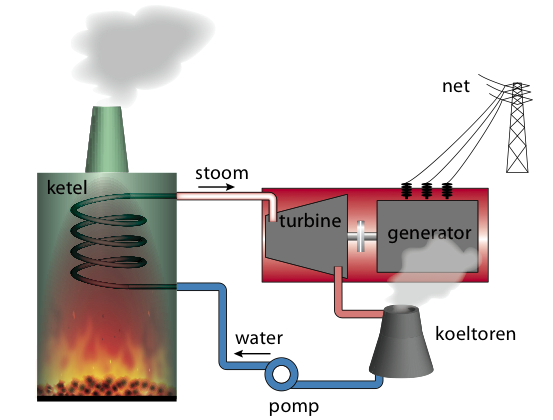 net
stoom
ketel
turbine
generator
water
koeltoren
pomp